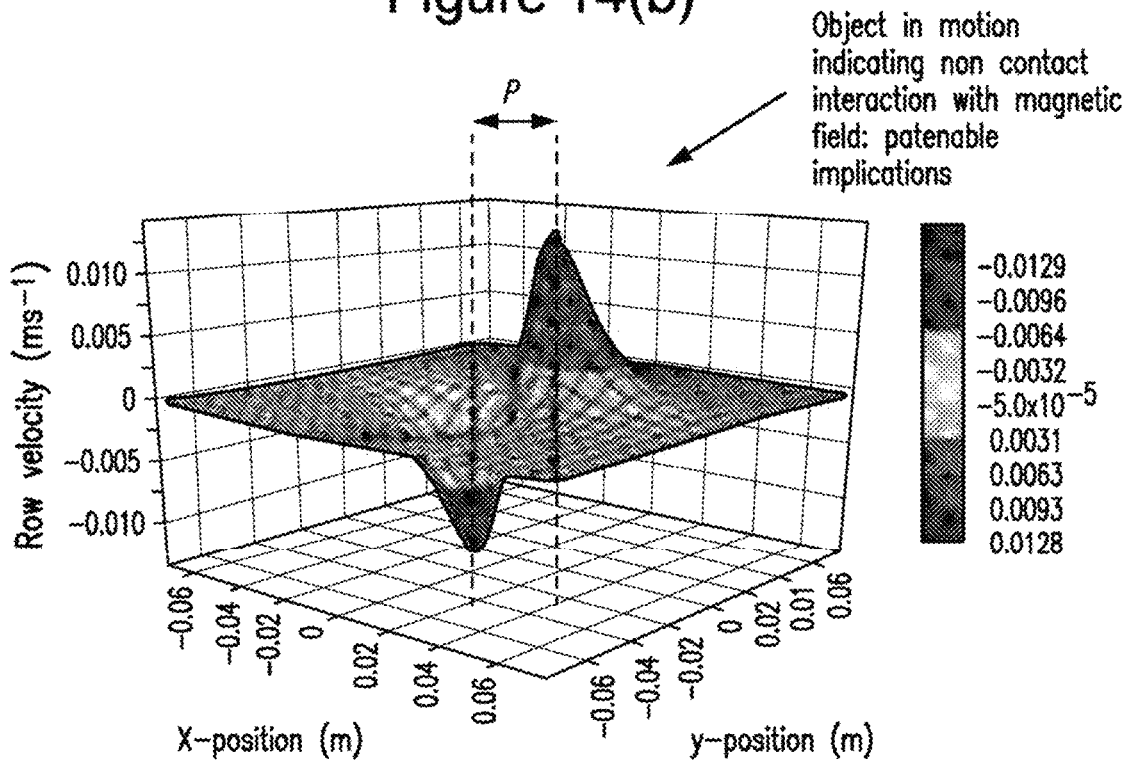 Figure 14(b)
Object in motion
indicating non contact
interaction with magnetic
field: patenable
implications
P
Row velocity (ms⁻¹)
0.010
0.005
0
-0.005
-0.010
-0.06
-0.04
-0.02
0
0.02
0.04
0.06
X-position (m)
-0.06
-0.04
-0.02
0
0.02
0.01
0.06
y-position (m)
-0.0129
-0.0096
-0.0064
-0.0032
-5.0x10⁻⁵
0.0031
0.0063
0.0093
0.0128